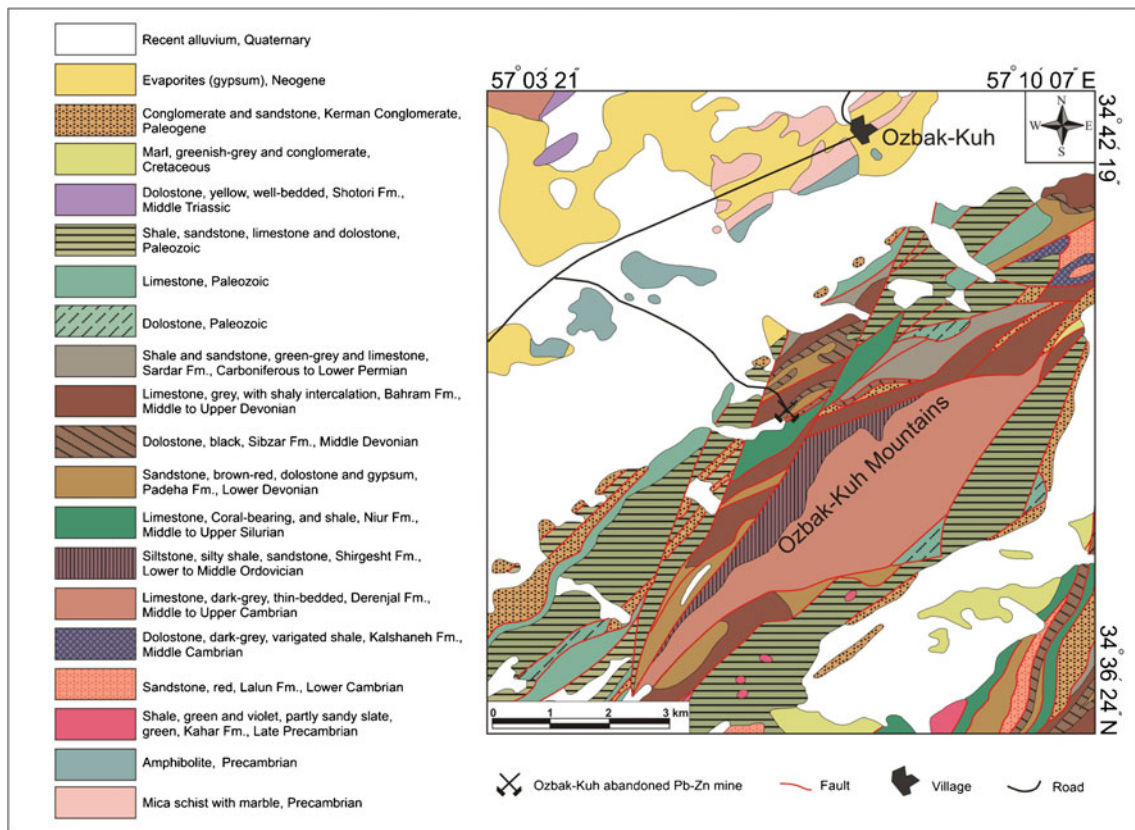 Recent alluvium, Quaternary
Evaporites (gypsum), Neogene
Conglomerate and sandstone, Kerman Conglomerate,
Paleogene
Marl, greenish-grey and conglomerate,
Cretaceous
Dolostone, yellow, well-bedded, Shotori Fm.,
Middle Triassic
Shale, sandstone, limestone and dolostone,
Paleozoic
Limestone, Paleozoic
Dolostone, Paleozoic
Shale and sandstone, green-grey and limestone,
Sardar Fm., Carboniferous to Lower Permian
Limestone, grey, with shaly intercalation, Bahram Fm.,
Middle to Upper Devonian
Dolostone, black, Sibzar Fm., Middle Devonian
Sandstone, brown-red, dolostone and gypsum,
Padeha Fm., Lower Devonian
Limestone, Coral-bearing, and shale, Niur Fm.,
Middle to Upper Silurian
Siltstone, silty shale, sandstone, Shirgesht Fm.,
Lower to Middle Ordovician
Limestone, dark-grey, thin-bedded, Derenjal Fm.,
Middle to Upper Cambrian
Dolostone, dark-grey, varigated shale, Kalshaneh Fm.,
Middle Cambrian
Sandstone, red, Lalun Fm., Lower Cambrian
Shale, green and violet, partly sandy slate,
green, Kahar Fm., Late Precambrian
Amphibolite, Precambrian
Mica schist with marble, Precambrian
57° 03′ 21″
57° 10′ 07″ E
34° 42′ 19″
N
W E
S
Ozbak-Kuh
Ozbak-Kuh Mountains
34° 36′ 24″ N
0 1 2 3 km
Ozbak-Kuh abandoned Pb-Zn mine
Fault
Village
Road